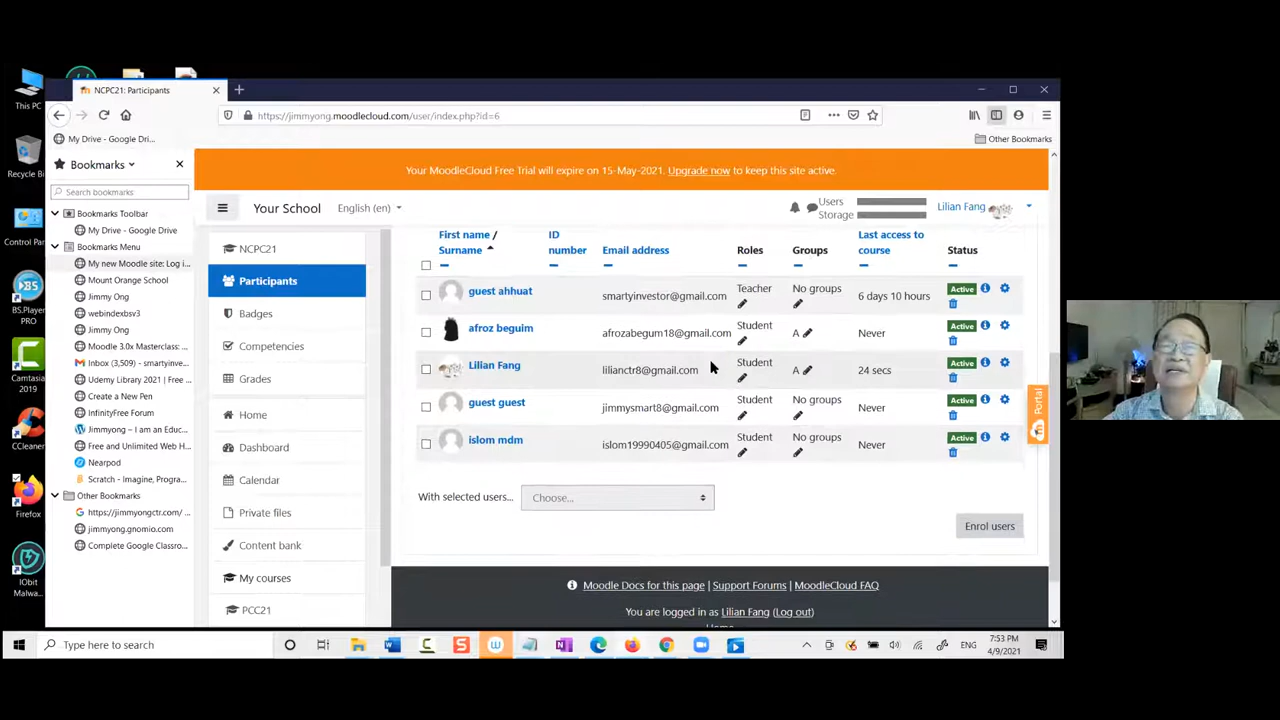 This PC
Recycle Bi
Control Pan
BS.Player
PRO
Camtasia
2019
CCleaner
Firefox
IObit
Malwa...
NCPC21: Participants
https://jimmyong.moodlecloud.com/user/index.php?id=6
My Drive - Google Dri...
Other Bookmarks
Bookmarks
Search bookmarks
Bookmarks Toolbar
My Drive - Google Drive
Bookmarks Menu
My new Moodle site: Log i...
Mount Orange School
Jimmy Ong
webindexbsv3
Jimmy Ong
Moodle 3.0x Masterclass: ...
Inbox (3,509) - smartyinve...
Udemy Library 2021 | Free ...
Create a New Pen
InfinityFree Forum
Jimmyong – I am an Educ...
Free and Unlimited Web H...
Nearpod
Scratch - Imagine, Progra...
Other Bookmarks
https://jimmyongctr.com/ ...
jimmyong.gnomio.com
Complete Google Classro...
Your MoodleCloud Free Trial will expire on 15-May-2021. Upgrade now to keep this site active.
Your School
English (en)
Users
Storage
Lilian Fang
NCPC21
Participants
Badges
Competencies
Grades
Home
Dashboard
Calendar
Private files
Content bank
My courses
PCC21
First name / Surname ID number Email address Roles Groups Last access to course Status
guest ahhuat smartyinvestor@gmail.com Teacher No groups 6 days 10 hours Active
afroz beguim afrozabegum18@gmail.com Student A Never Active
Lilian Fang lilianctr8@gmail.com Student A 24 secs Active
guest guest jimmysmart8@gmail.com Student No groups Never Active
islom mdm islom19990405@gmail.com Student No groups Never Active
With selected users... Choose...
Enrol users
Portal
Moodle Docs for this page | Support Forums | MoodleCloud FAQ
You are logged in as Lilian Fang (Log out)
Home
Type here to search
ENG
7:53 PM
4/9/2021